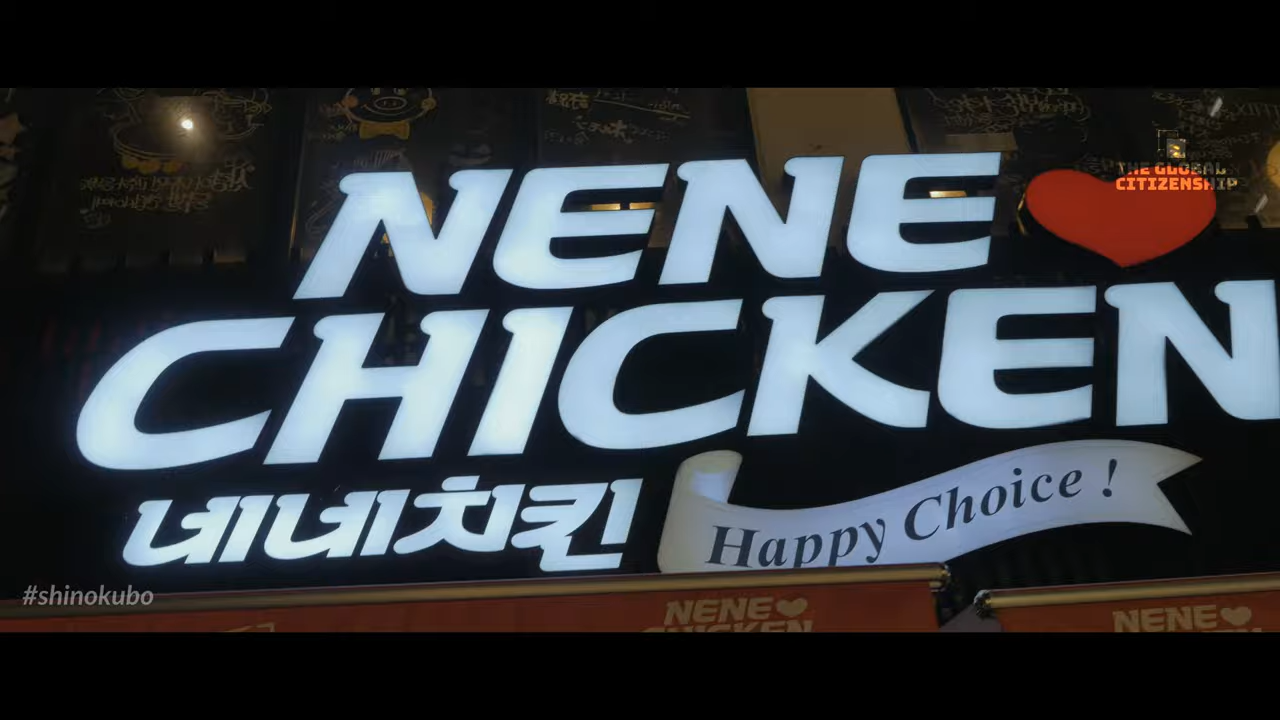 THE GLOBAL
CITIZENSHIP
NENE
CHICKEN
네네치킨
Happy Choice !
#shinokubo
NENE
CHICKEN
NENE